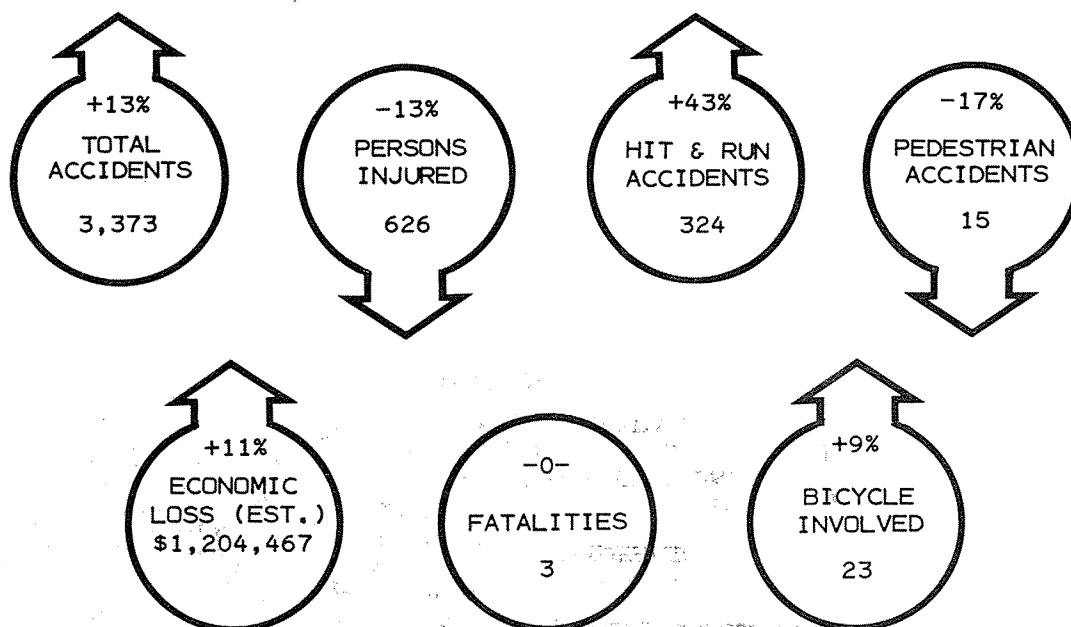 +13%
TOTAL
ACCIDENTS
3,373
-13%
PERSONS
INJURED
626
+43%
HIT & RUN
ACCIDENTS
324
-17%
PEDESTRIAN
ACCIDENTS
15
+11%
ECONOMIC
LOSS (EST.)
$1,204,467
-0-
FATALITIES
3
+9%
BICYCLE
INVOLVED
23